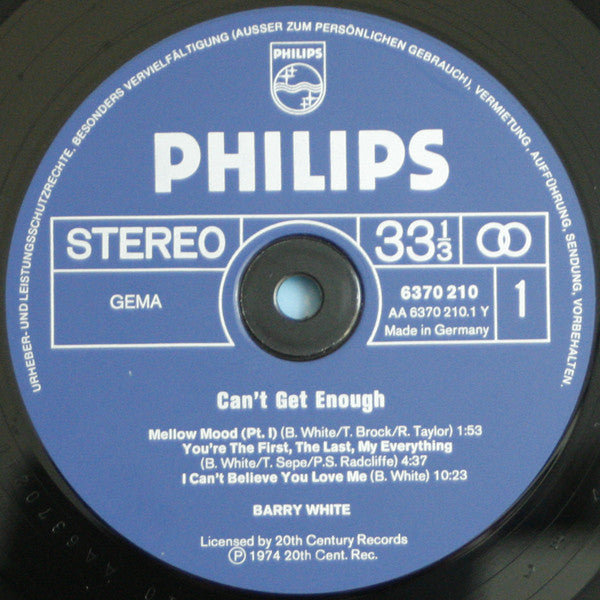 URHEBER- UND LEISTUNGSSCHUTZRECHTE, BESONDERS VERVIELFÄLTIGUNG (AUSSER ZUM PERSÖNLICHEN GEBRAUCH), VERMIETUNG, AUFFÜHRUNG, SENDUNG, VORBEHALTEN.
PHILIPS
PHILIPS
STEREO
33 1/3
GEMA
6370 210
AA 6370 210.1 Y
Made in Germany
1
Can't Get Enough
Mellow Mood (Pt. I) (B. White/T. Brock/R. Taylor) 1:53
You're The First, The Last, My Everything
(B. White/T. Sepe/P.S. Radcliffe) 4:37
I Can't Believe You Love Me (B. White) 10:23
BARRY WHITE
Licensed by 20th Century Records
Ⓟ 1974 20th Cent. Rec.